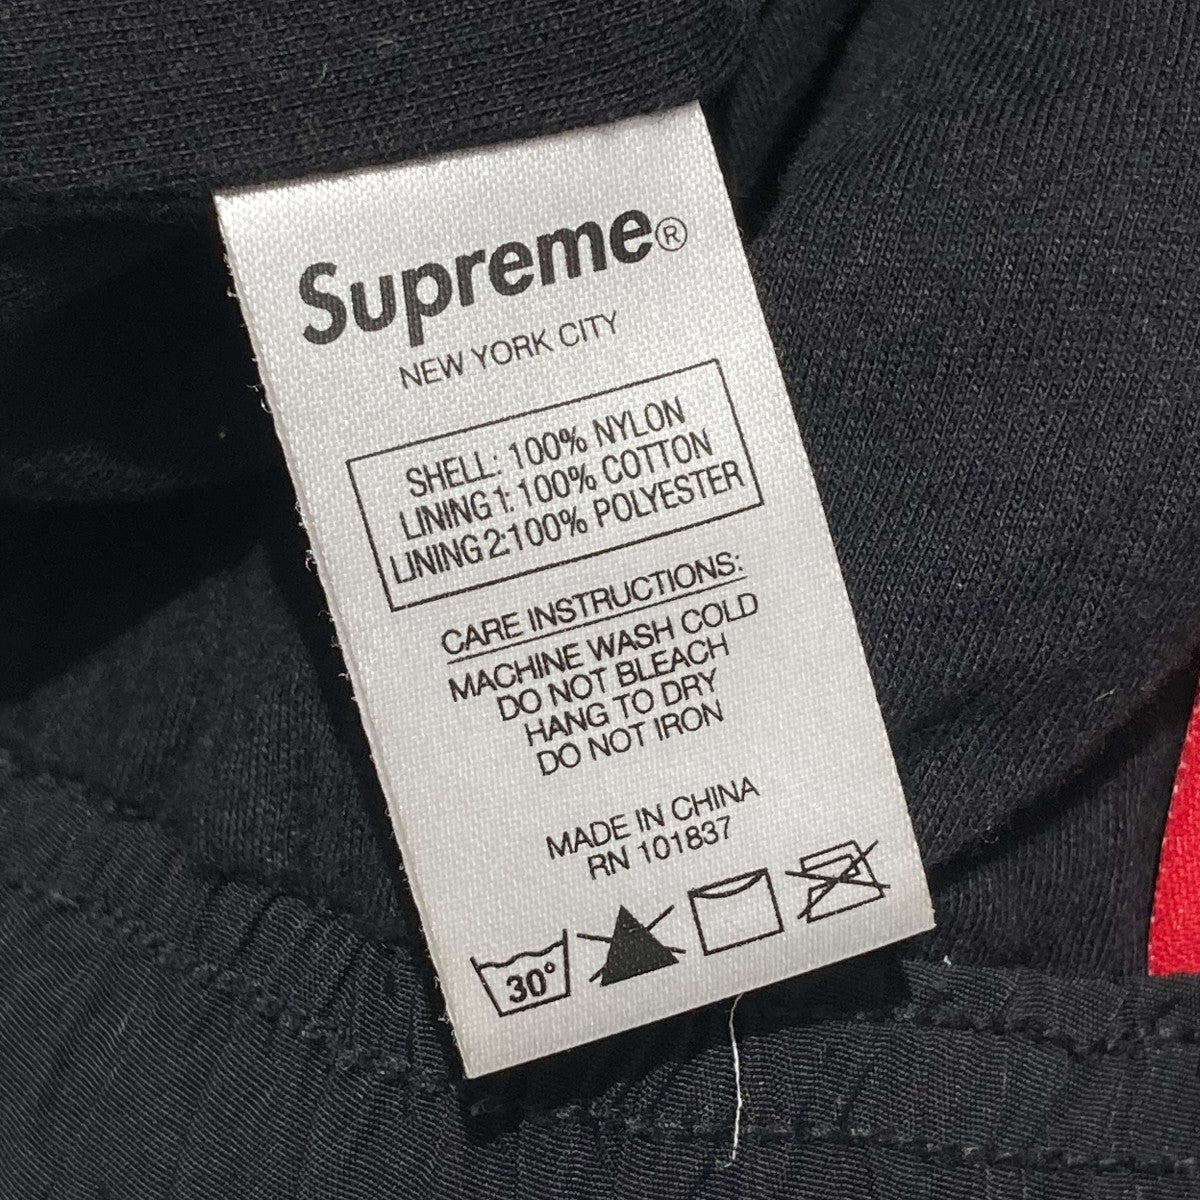 Supreme®
NEW YORK CITY
SHELL: 100% NYLON
LINING 1: 100% COTTON
LINING 2:100% POLYESTER
CARE INSTRUCTIONS:
MACHINE WASH COLD
DO NOT BLEACH
HANG TO DRY
DO NOT IRON
MADE IN CHINA
RN 101837
30°